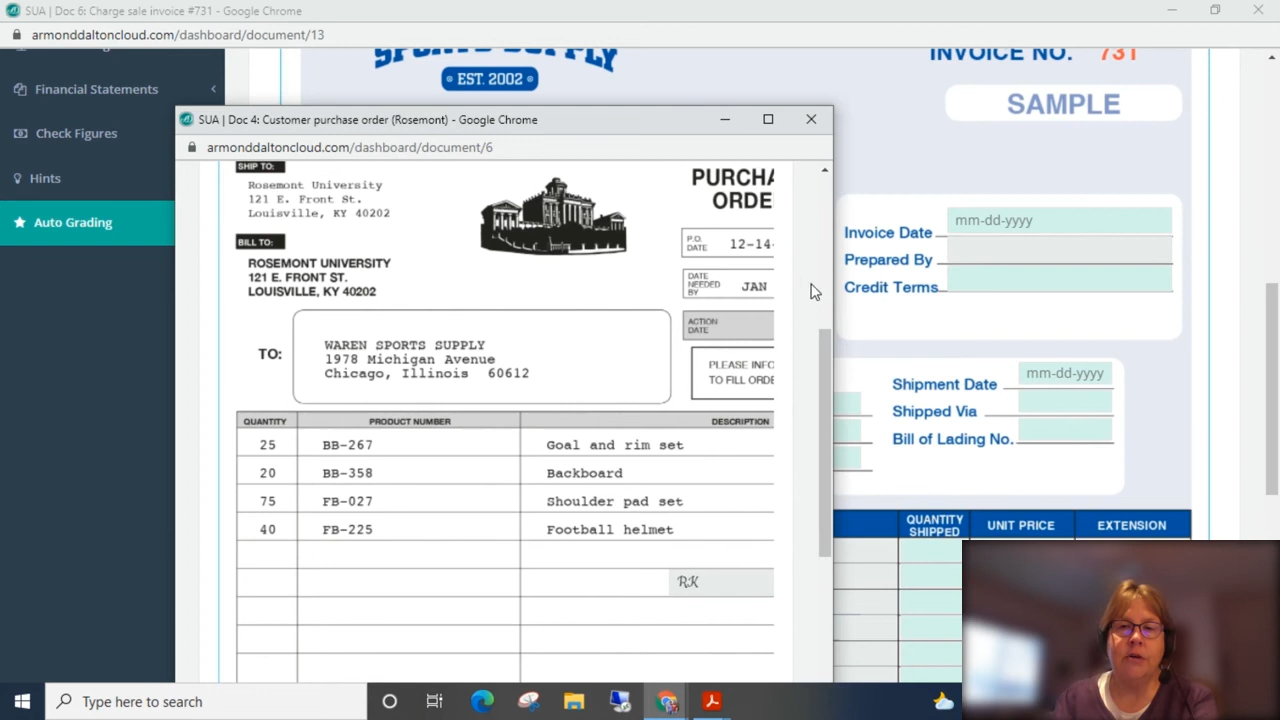 SUA | Doc 6: Charge sale invoice #731 - Google Chrome
armonddaltoncloud.com/dashboard/document/13
Financial Statements
Check Figures
Hints
Auto Grading
SPORTS SUPPLY
EST. 2002
INVOICE NO. 731
SAMPLE
SUA | Doc 4: Customer purchase order (Rosemont) - Google Chrome
armonddaltoncloud.com/dashboard/document/6
SHIP TO:
Rosemont University
121 E. Front St.
Louisville, KY 40202
BILL TO:
ROSEMONT UNIVERSITY
121 E. FRONT ST.
LOUISVILLE, KY 40202
PURCHA
ORDE
P.O. DATE 12-14-
DATE NEEDED BY JAN
ACTION DATE
PLEASE INFO
TO FILL ORDE
TO:
WAREN SPORTS SUPPLY
1978 Michigan Avenue
Chicago, Illinois 60612
QUANTITY PRODUCT NUMBER DESCRIPTION
25 BB-267 Goal and rim set
20 BB-358 Backboard
75 FB-027 Shoulder pad set
40 FB-225 Football helmet
RK
Invoice Date mm-dd-yyyy
Prepared By
Credit Terms
Shipment Date mm-dd-yyyy
Shipped Via
Bill of Lading No.
QUANTITY SHIPPED UNIT PRICE EXTENSION
Type here to search